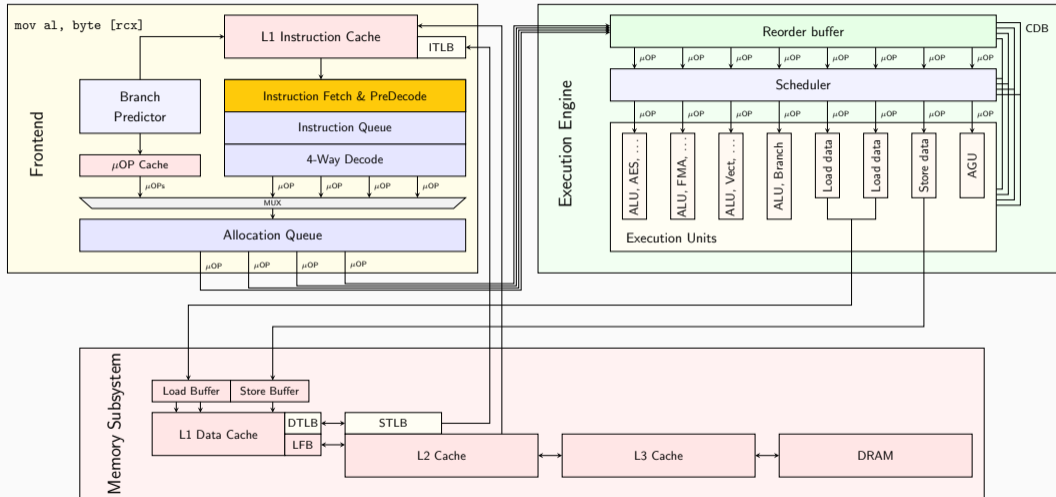 mov al, byte [rcx]
Frontend
L1 Instruction Cache
ITLB
Branch
Predictor
Instruction Fetch & PreDecode
Instruction Queue
4-Way Decode
μOP Cache
μOPs
μOP
μOP
μOP
μOP
MUX
Allocation Queue
μOP
μOP
μOP
μOP
Execution Engine
Reorder buffer
CDB
μOP
μOP
μOP
μOP
μOP
μOP
μOP
μOP
Scheduler
μOP
μOP
μOP
μOP
μOP
μOP
μOP
μOP
ALU, AES, ...
ALU, FMA, ...
ALU, Vect, ...
ALU, Branch
Load data
Load data
Store data
AGU
Execution Units
Memory Subsystem
Load Buffer
Store Buffer
L1 Data Cache
DTLB
LFB
STLB
L2 Cache
L3 Cache
DRAM